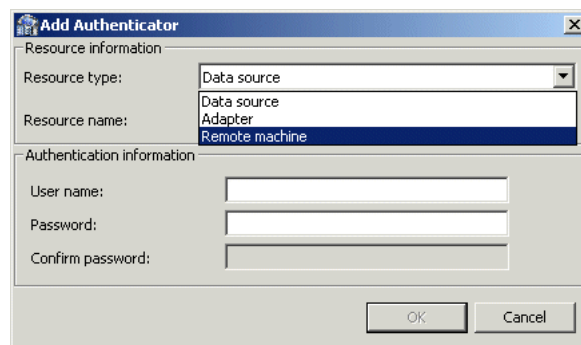 Add Authenticator
Resource information
Resource type: Data source
Data source
Resource name: Adapter
Remote machine
Authentication information
User name:
Password:
Confirm password:
OK Cancel